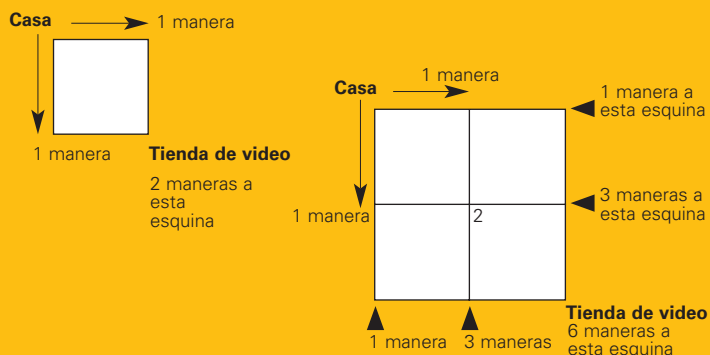 Casa
1 manera
1 manera
Tienda de video
2 maneras a
esta
esquina
1 manera
Casa
1 manera a
esta esquina
1 manera
2
3 maneras a
esta esquina
1 manera
3 maneras
Tienda de video
6 maneras a
esta esquina